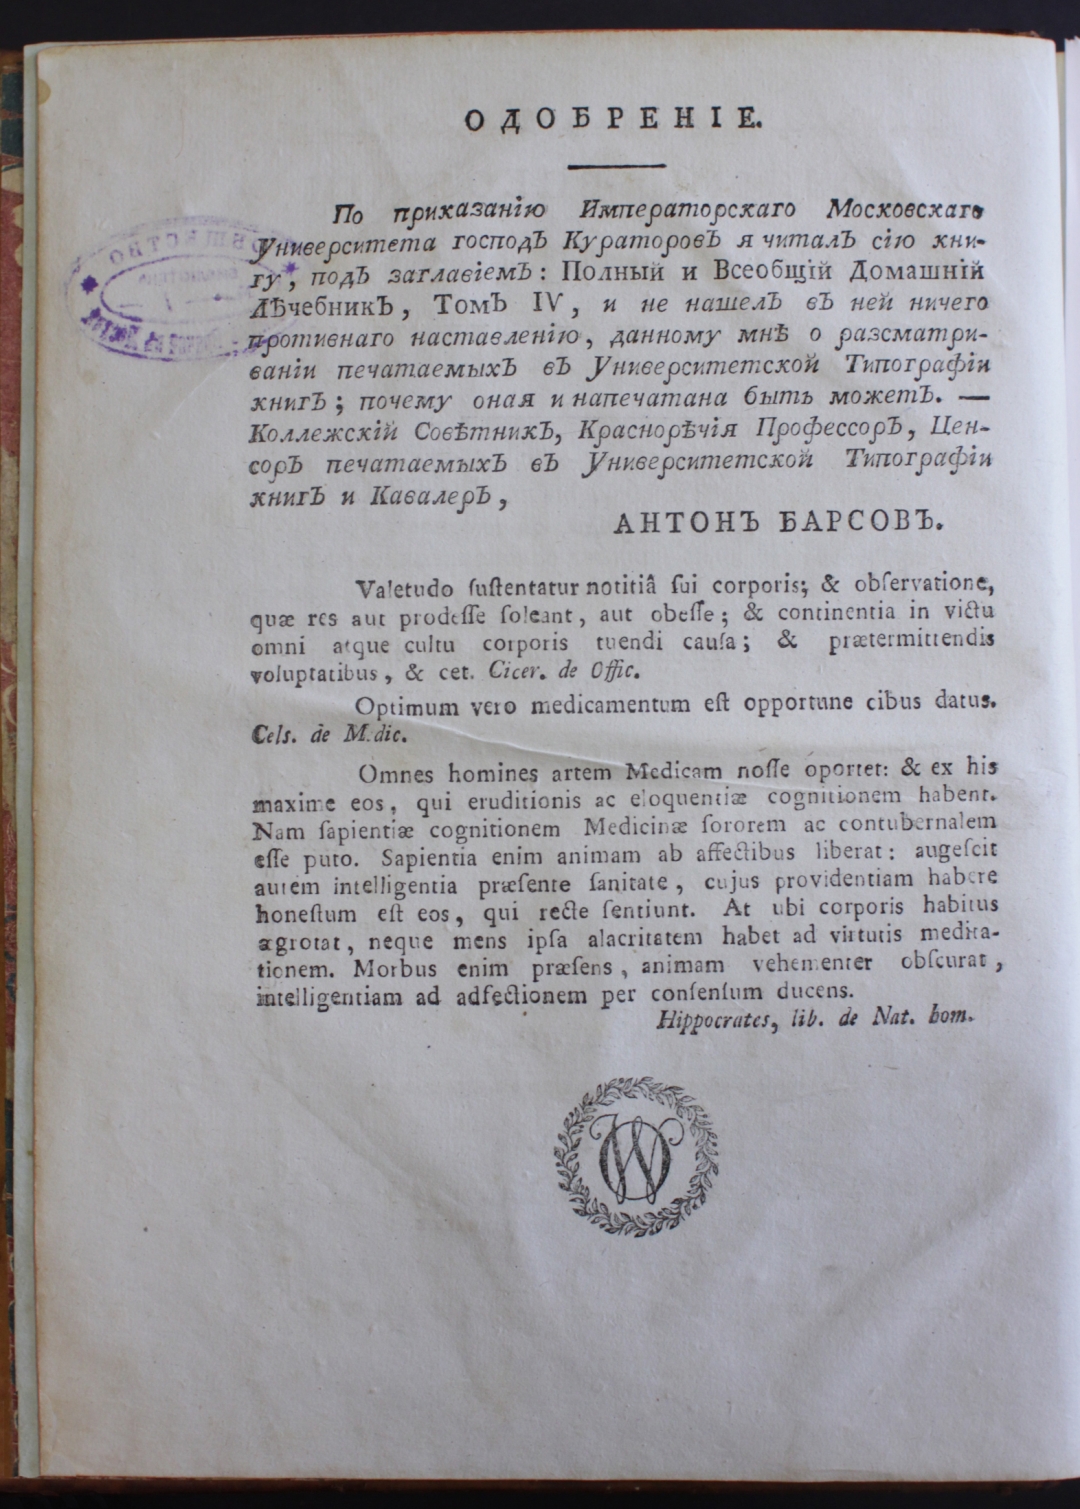 ОДОБРЕНІЕ.
По приказанію Императорскаго Московскаго
Университета господъ Кураторовъ я читалъ сію кни-
гу, подъ заглавіемъ: Полный и Всеобщій Домашній
Лѣчебникъ, Томъ IV, и не нашелъ въ ней ничего
противнаго наставленію, данному мнѣ о разсматри-
ваніи печатаемыхъ въ Университетской Типографіи
книгъ; почему оная и напечатана быть можетъ. —
Коллежскій Совѣтникъ, Краснорѣчія Профессоръ, Цен-
соръ печатаемыхъ въ Университетской Типографіи
книгъ и Кавалеръ,
АНТОНЪ БАРСОВЪ.
Valetudo ſuſtentatur notitiâ ſui corporis; & obſervatione,
quæ res aut prodeſſe ſoleant, aut obeſſe; & continentia in victu
omni atque cultu corporis tuendi cauſa; & prætermittendis
voluptatibus, & cet. Cicer. de Offic.
Optimum vero medicamentum eſt opportune cibus datus.
Cels. de M.dic.
Omnes homines artem Medicam noſſe oportet: & ex his
maxime eos, qui eruditionis ac eloquentiæ cognitionem habent.
Nam ſapientiæ cognitionem Medicinæ ſororem ac contubernalem
eſſe puto. Sapientia enim animam ab affectibus liberat: augeſcit
autem intelligentia præſente ſanitate, cujus providentiam habere
honeſtum eſt eos, qui recte ſentiunt. At ubi corporis habitus
ægrotat, neque mens ipſa alacritatem habet ad virtutis medita-
tionem. Morbus enim præſens, animam vehementer obſcurat,
intelligentiam ad adfectionem per conſenſum ducens.
Hippocrates, lib. de Nat. hom.